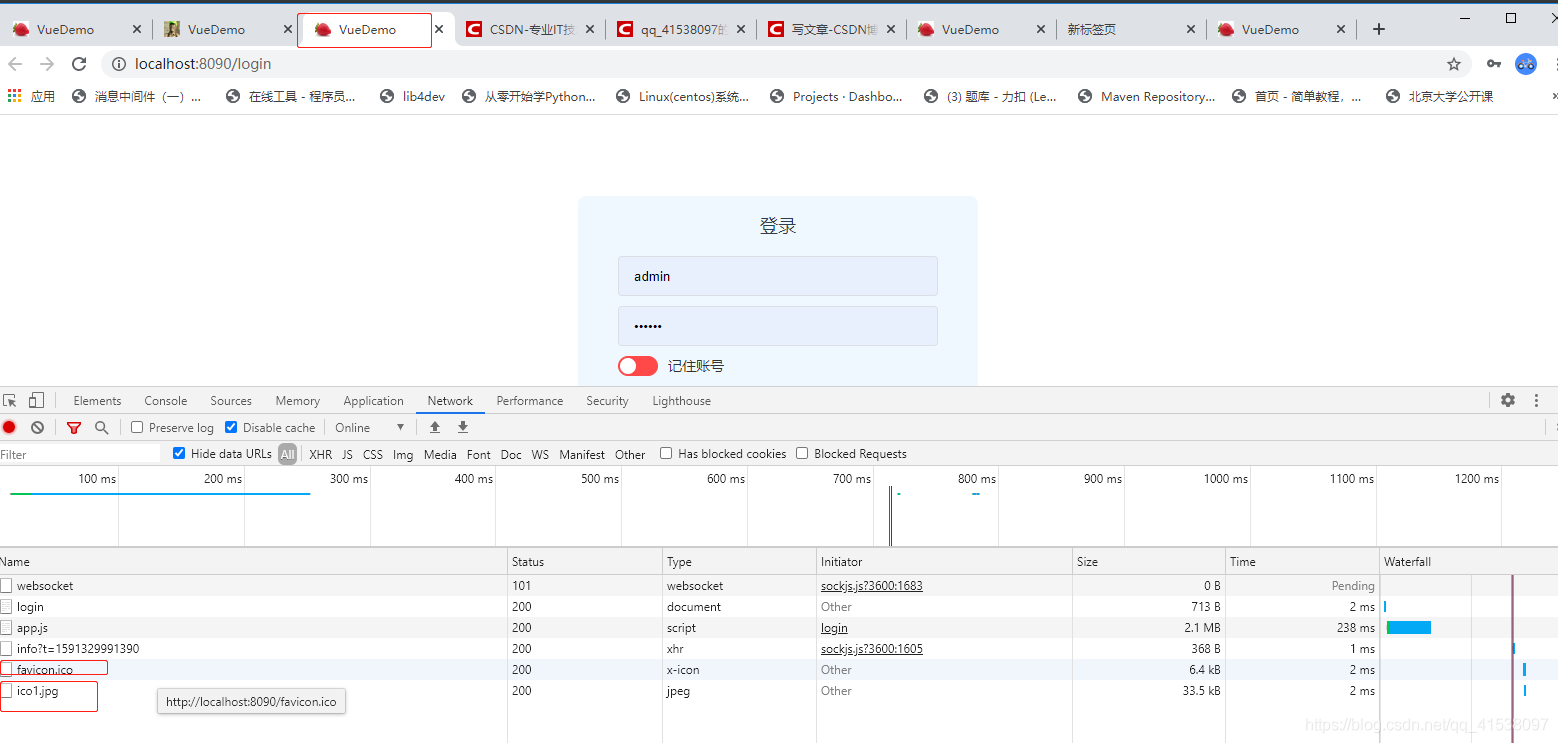 VueDemo VueDemo VueDemo CSDN-专业IT技 qq_41538097的 写文章-CSDN博 VueDemo 新标签页 VueDemo
localhost:8090/login
应用 消息中间件（一）... 在线工具 - 程序员... lib4dev 从零开始学Python... Linux(centos)系统... Projects · Dashbo... (3) 题库 - 力扣 (Le... Maven Repository... 首页 - 简单教程，... 北京大学公开课
登录
admin
••••••
记住账号
Elements Console Sources Memory Application Network Performance Security Lighthouse
Preserve log Disable cache Online
Filter Hide data URLs All XHR JS CSS Img Media Font Doc WS Manifest Other Has blocked cookies Blocked Requests
100 ms 200 ms 300 ms 400 ms 500 ms 600 ms 700 ms 800 ms 900 ms 1000 ms 1100 ms 1200 ms
Name Status Type Initiator Size Time Waterfall
websocket 101 websocket sockjs.js?3600:1683 0 B Pending
login 200 document Other 713 B 2 ms
app.js 200 script login 2.1 MB 238 ms
info?t=1591329991390 200 xhr sockjs.js?3600:1605 368 B 1 ms
favicon.ico 200 x-icon Other 6.4 kB 2 ms
ico1.jpg 200 jpeg Other 33.5 kB 2 ms
http://localhost:8090/favicon.ico
https://blog.csdn.net/qq_41538097